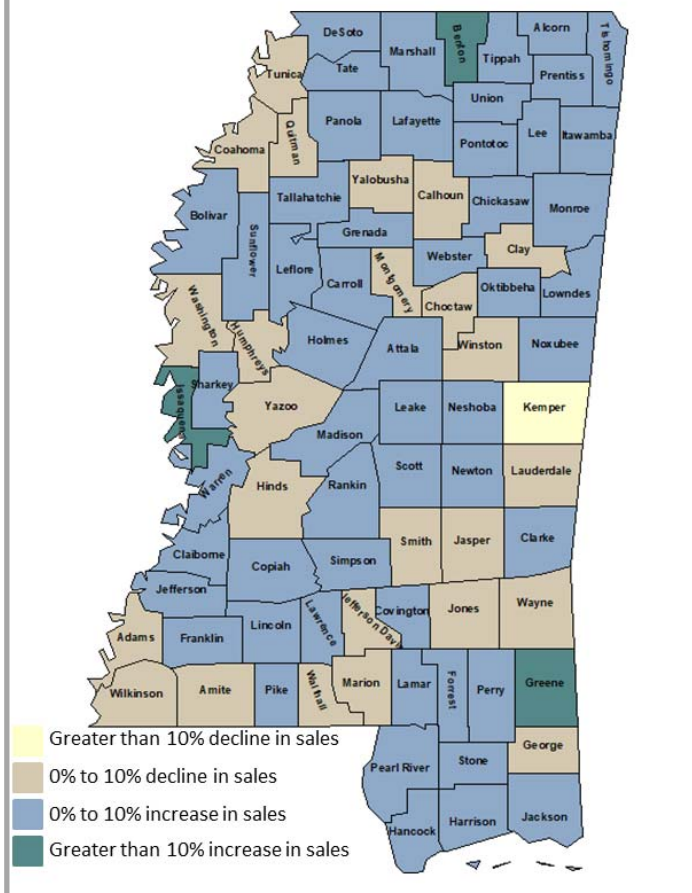 DeSoto
Marshall
Benton
Tippah
Alcorn
Tishomingo
Tunica
Tate
Prentiss
Union
Panola
Lafayette
Quitman
Coahoma
Pontotoc
Lee
Itawamba
Yalobusha
Calhoun
Tallahatchie
Chickasaw
Monroe
Bolivar
Sunflower
Grenada
Leflore
Carroll
Montgomery
Webster
Clay
Oktibbeha
Lowndes
Choctaw
Washington
Humphreys
Holmes
Attala
Winston
Noxubee
Sharkey
Issaquena
Yazoo
Leake
Neshoba
Kemper
Madison
Warren
Hinds
Rankin
Scott
Newton
Lauderdale
Claiborne
Copiah
Simpson
Smith
Jasper
Clarke
Jefferson
Lincoln
Lawrence
Jefferson Davis
Covington
Jones
Wayne
Adams
Franklin
Wilkinson
Amite
Pike
Walthall
Marion
Lamar
Forrest
Perry
Greene
George
Pearl River
Stone
Hancock
Harrison
Jackson
Greater than 10% decline in sales
0% to 10% decline in sales
0% to 10% increase in sales
Greater than 10% increase in sales